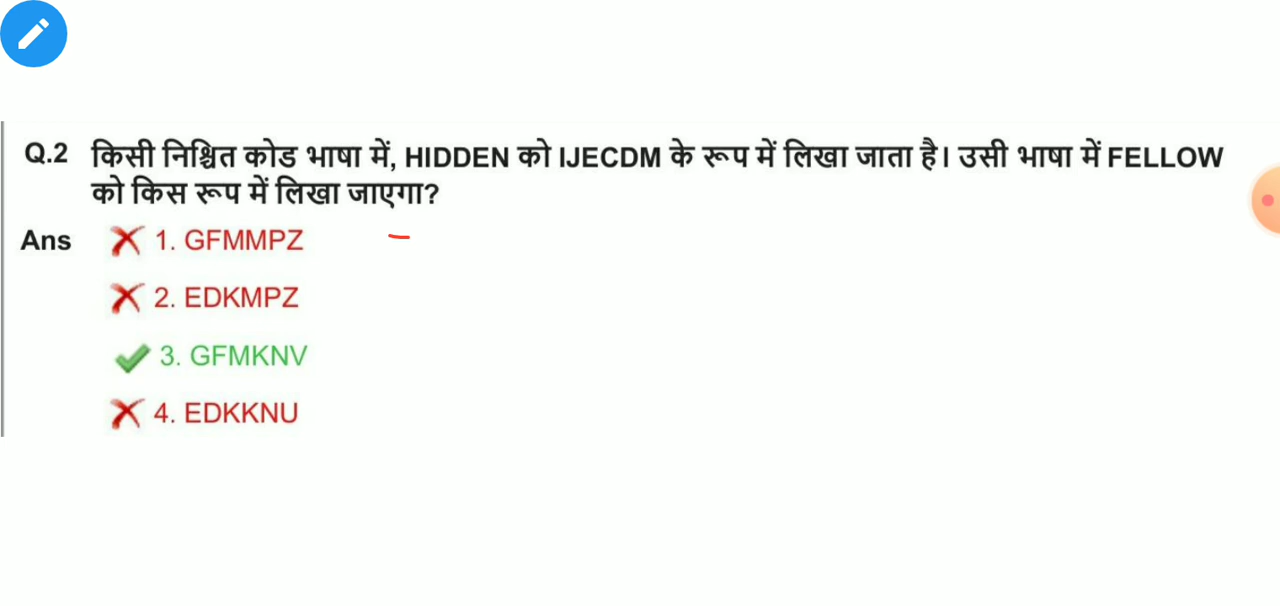 Q.2 किसी निश्चित कोड भाषा में, HIDDEN को IJECDM के रूप में लिखा जाता है। उसी भाषा में FELLOW
को किस रूप में लिखा जाएगा?
Ans 1. GFMMPZ
2. EDKMPZ
3. GFMKNV
4. EDKKNU